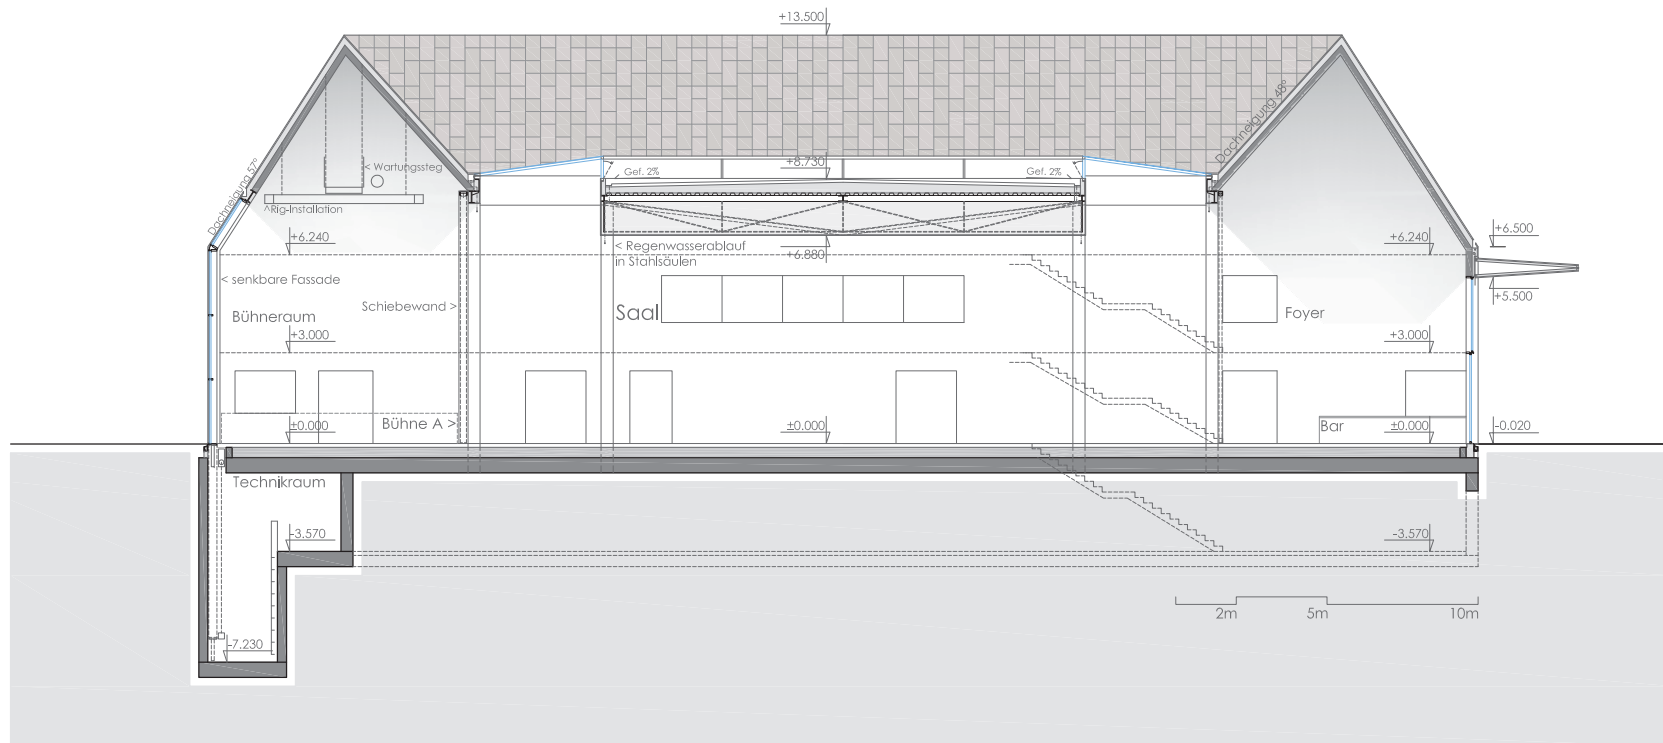 +13.500
Dachneigung 48°
+8.730
< Wartungssteg
Gef. 2%
Gef. 2%
Dachneigung 57°
^Rig-Installation
+6.240
< Regenwasserablauf
in Stahlsäulen
+6.880
+6.240
+6.500
< senkbare Fassade
+5.500
Schiebewand >
Bühneraum
Saal
Foyer
+3.000
+3.000
±0.000
Bühne A >
±0.000
Bar
±0.000
-0.020
Technikraum
-3.570
-3.570
2m
5m
10m
-7.230